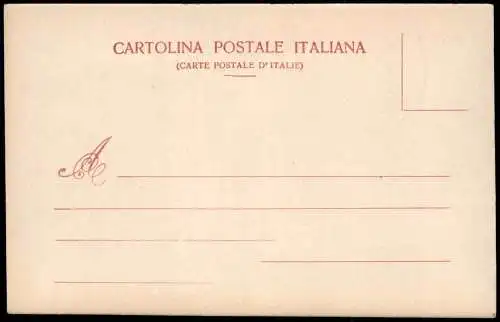 CARTOLINA POSTALE ITALIANA
(CARTE POSTALE D'ITALIE)
A